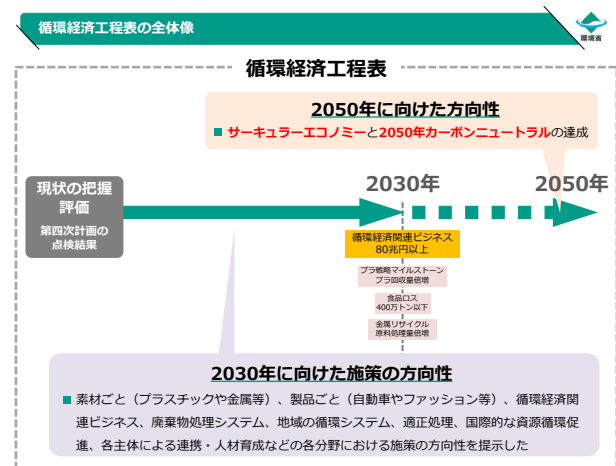 循環経済工程表の全体像
環境省
循環経済工程表
2050年に向けた方向性
■ サーキュラーエコノミーと2050年カーボンニュートラルの達成
現状の把握
評価
第四次計画の
点検結果
2030年
2050年
循環経済関連ビジネス
80兆円以上
プラ戦略マイルストーン
プラ回収量倍増
食品ロス
400万トン以下
金属リサイクル
原料処理量倍増
2030年に向けた施策の方向性
■ 素材ごと（プラスチックや金属等）、製品ごと（自動車やファッション等）、循環経済関
連ビジネス、廃棄物処理システム、地域の循環システム、適正処理、国際的な資源循環促
進、各主体による連携・人材育成などの各分野における施策の方向性を提示した